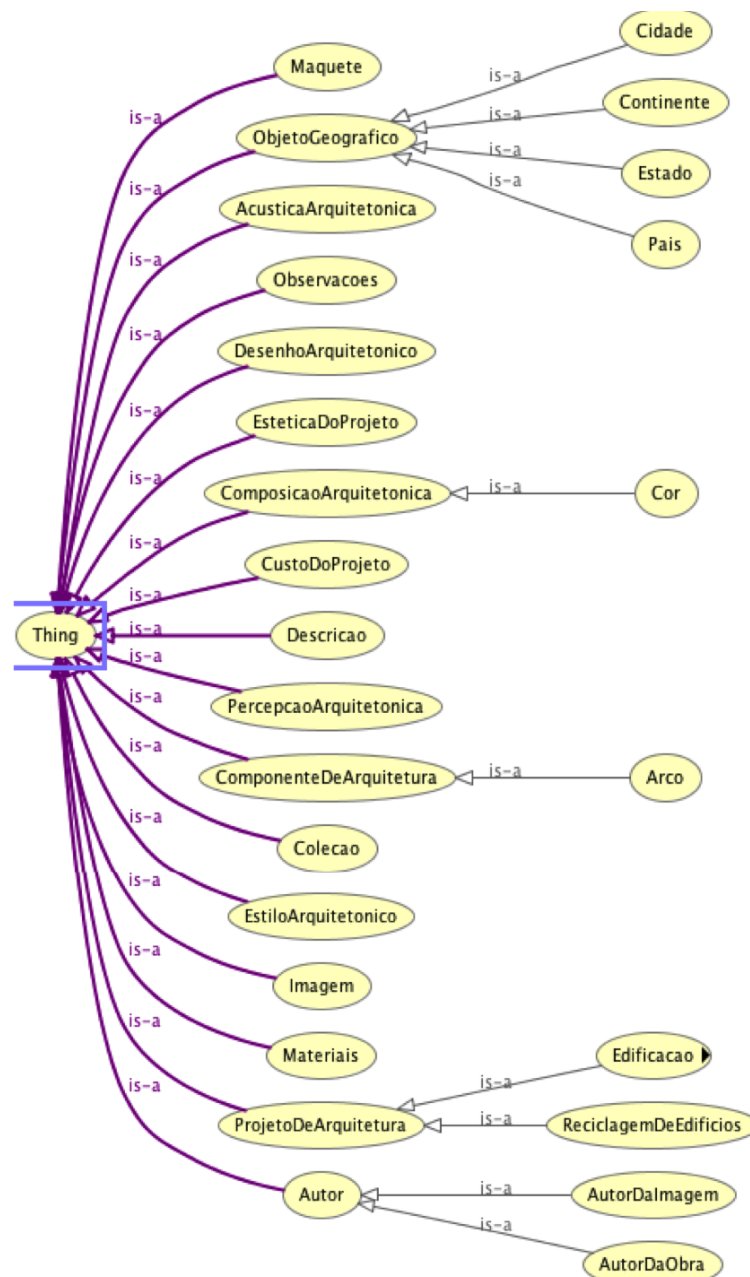 Cidade
Maquete
is-a
Continente
is-a
is-a
ObjetoGeografico
is-a
Estado
is-a
is-a
AcusticaArquitetonica
Pais
is-a
Observacoes
is-a
DesenhoArquitetonico
is-a
EsteticaDoProjeto
is-a
ComposicaoArquitetonica
is-a
Cor
is-a
CustoDoProjeto
is-a
Thing
is-a
Descricao
is-a
PercepcaoArquitetonica
is-a
ComponenteDeArquitetura
is-a
Arco
is-a
Colecao
is-a
EstiloArquitetonico
is-a
Imagem
is-a
Materiais
Edificacao
is-a
is-a
ProjetoDeArquitetura
is-a
ReciclagemDeEdificios
is-a
Autor
is-a
AutorDaImagem
is-a
AutorDaObra